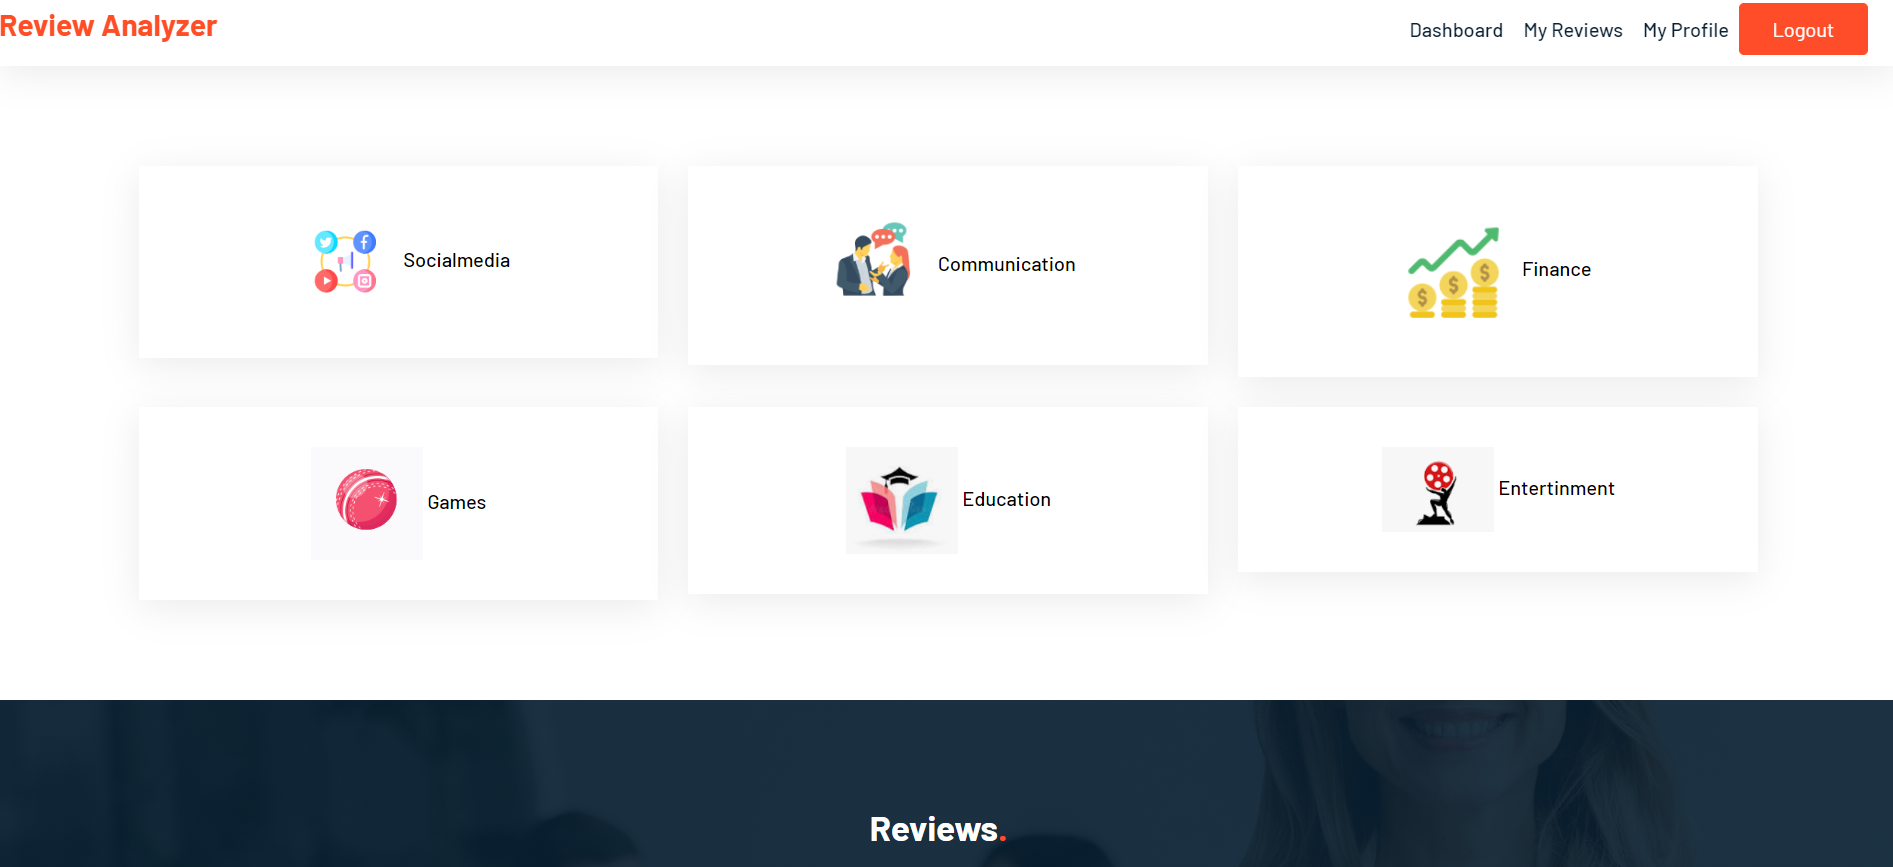 Review Analyzer
Dashboard My Reviews My Profile Logout
Socialmedia
Communication
Finance
Games
Education
Entertinment
Reviews.